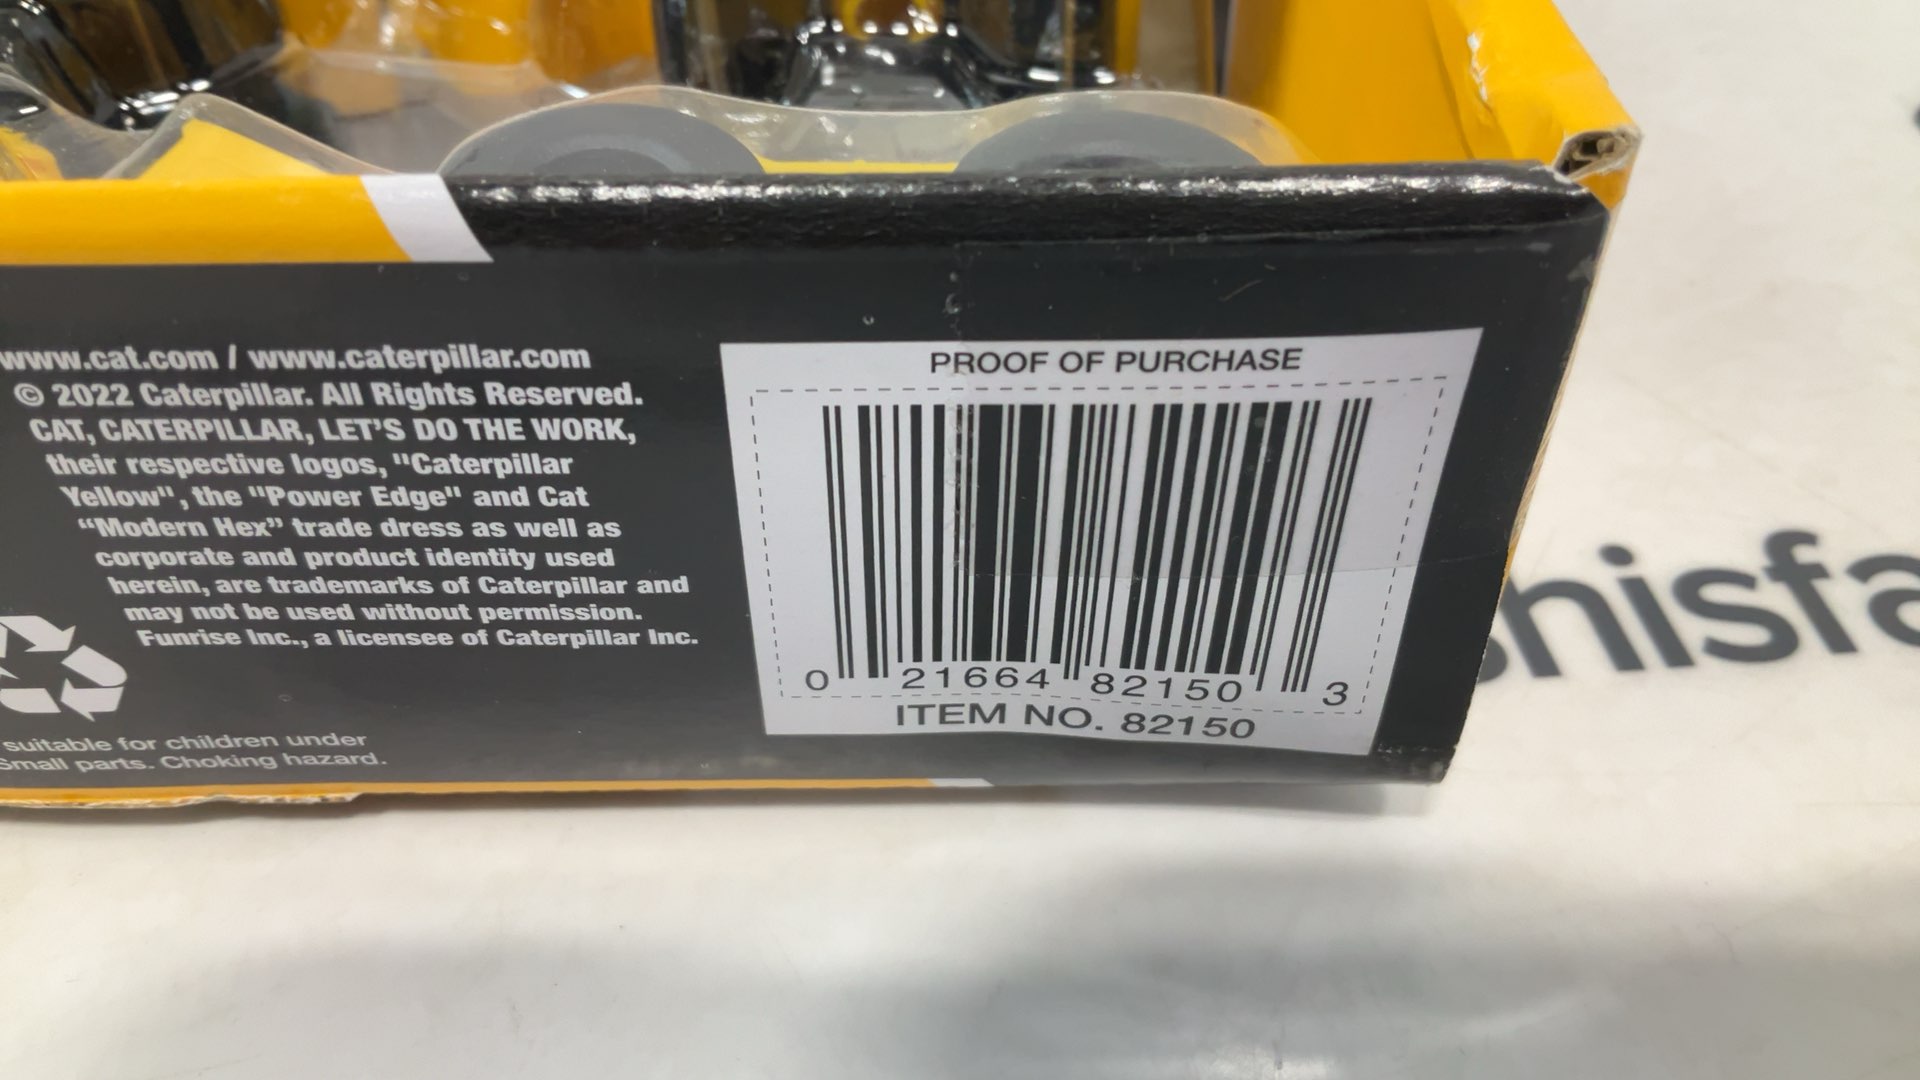 www.cat.com / www.caterpillar.com
© 2022 Caterpillar. All Rights Reserved.
CAT, CATERPILLAR, LET'S DO THE WORK,
their respective logos, "Caterpillar
Yellow", the "Power Edge" and Cat
“Modern Hex” trade dress as well as
corporate and product identity used
herein, are trademarks of Caterpillar and
may not be used without permission.
Funrise Inc., a licensee of Caterpillar Inc.
suitable for children under
Small parts. Choking hazard.
PROOF OF PURCHASE
0 21664 82150 3
ITEM NO. 82150